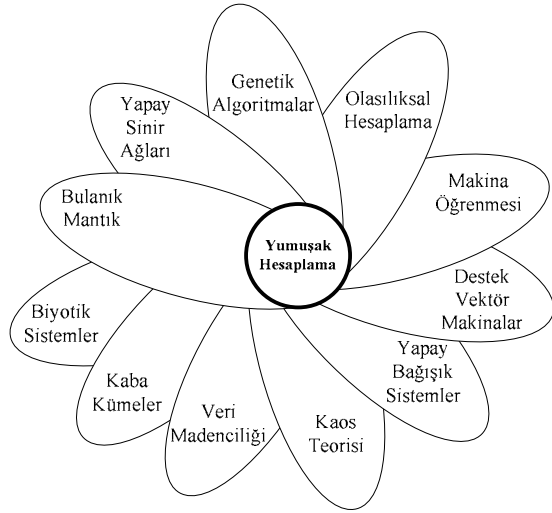 Genetik
Algoritmalar
Olasılıksal
Hesaplama
Yapay
Sinir
Ağları
Makina
Öğrenmesi
Bulanık
Mantık
Yumuşak
Hesaplama
Destek
Vektör
Makinalar
Biyotik
Sistemler
Yapay
Bağışık
Sistemler
Kaba
Kümeler
Veri
Madenciliği
Kaos
Teorisi